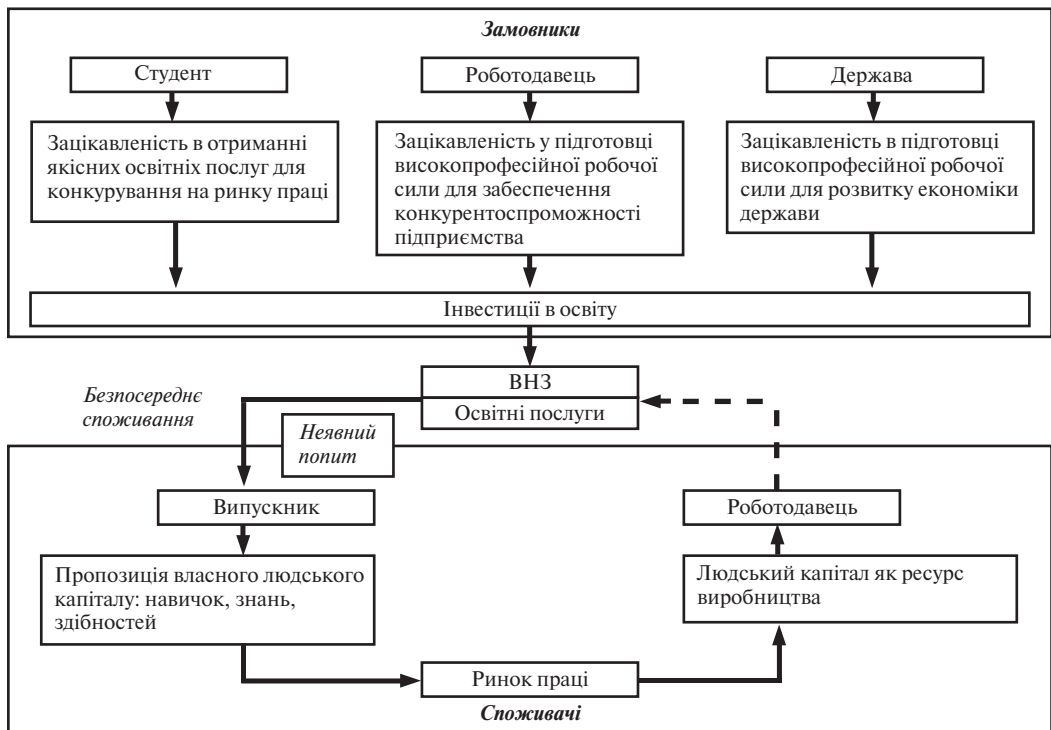 Замовники
Студент
Роботодавець
Держава
Зацікавленість в отриманні
якісних освітніх послуг для
конкурування на ринку праці
Зацікавленість у підготовці
високопрофесійної робочої
сили для забеспечення
конкурентоспроможності
підприємства
Зацікавленість в підготовці
високопрофесійної робочої
сили для розвитку економіки
держави
Інвестиції в освіту
ВНЗ
Освітні послуги
Безпосереднє
споживання
Неявний
попит
Випускник
Роботодавець
Пропозиція власного людського
капіталу: навичок, знань,
здібностей
Людський капітал як ресурс
виробництва
Ринок праці
Споживачі